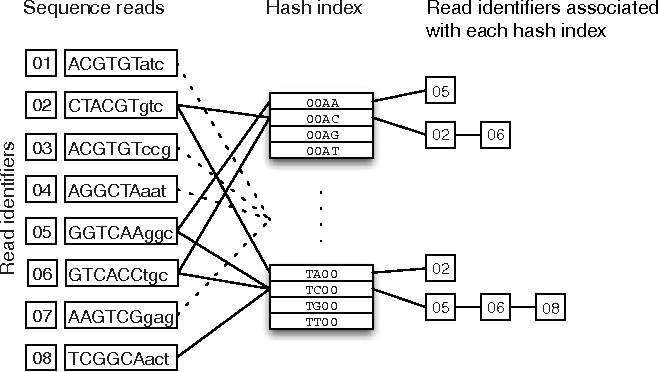 Sequence reads
Hash index
Read identifiers associated
with each hash index
Read identifiers
01 ACGTGTatc
02 CTACGTgtc
03 ACGTGTccg
04 AGGCTAaat
05 GGTCAAggc
06 GTCACCtgc
07 AAGTCGgag
08 TCGGCAact
00AA
00AC
00AG
00AT
TA00
TC00
TG00
TT00
05
02 06
02
05 06 08